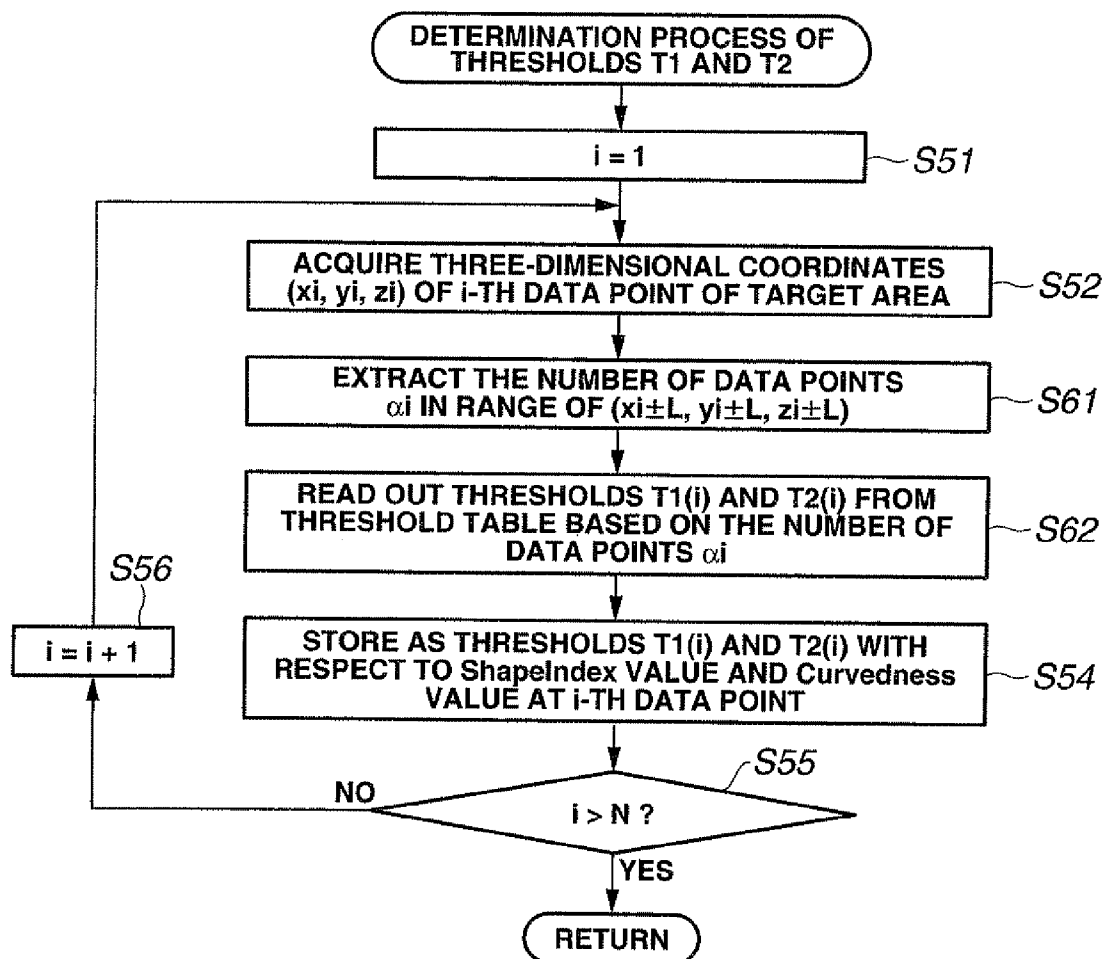 DETERMINATION PROCESS OF
THRESHOLDS T1 AND T2
i = 1
S51
ACQUIRE THREE-DIMENSIONAL COORDINATES
(xi, yi, zi) OF i-TH DATA POINT OF TARGET AREA
S52
EXTRACT THE NUMBER OF DATA POINTS
αi IN RANGE OF (xi±L, yi±L, zi±L)
S61
READ OUT THRESHOLDS T1(i) AND T2(i) FROM
THRESHOLD TABLE BASED ON THE NUMBER OF
DATA POINTS αi
S62
S56
i = i + 1
STORE AS THRESHOLDS T1(i) AND T2(i) WITH
RESPECT TO ShapeIndex VALUE AND Curvedness
VALUE AT i-TH DATA POINT
S54
S55
NO
i > N ?
YES
RETURN